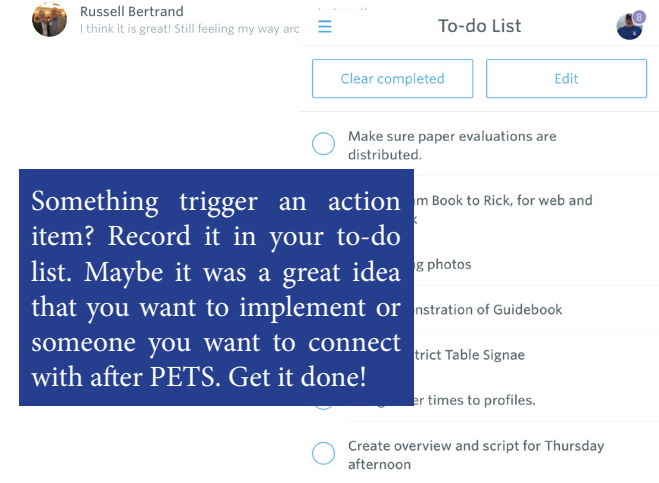 Russell Bertrand
I think it is great! Still feeling my way
To-do List
8
Clear completed
Edit
Make sure paper evaluations are
distributed.
Book to Rick, for web and
photos
of Guidebook
Table Signae
times to profiles.
Create overview and script for Thursday
afternoon
Something trigger an action
item? Record it in your to-do
list. Maybe it was a great idea
that you want to implement or
someone you want to connect
with after PETS. Get it done!